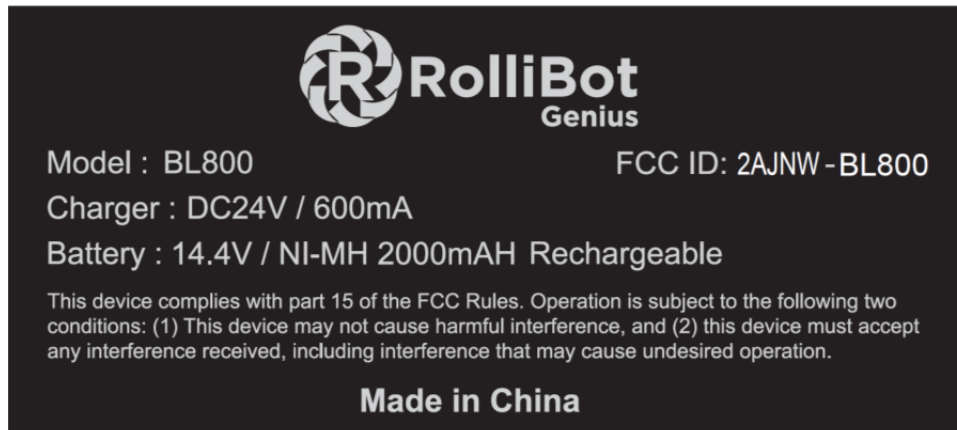 R RolliBot
Genius
Model : BL800 FCC ID: 2AJNW-BL800
Charger : DC24V / 600mA
Battery : 14.4V / NI-MH 2000mAH Rechargeable
This device complies with part 15 of the FCC Rules. Operation is subject to the following two
conditions: (1) This device may not cause harmful interference, and (2) this device must accept
any interference received, including interference that may cause undesired operation.
Made in China